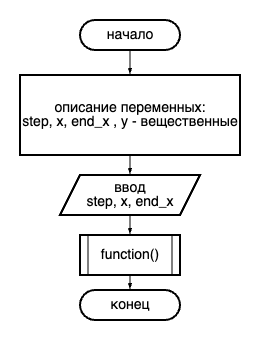 начало
описание переменных:
step, x, end_x , y - вещественные
ввод
step, x, end_x
function()
конец